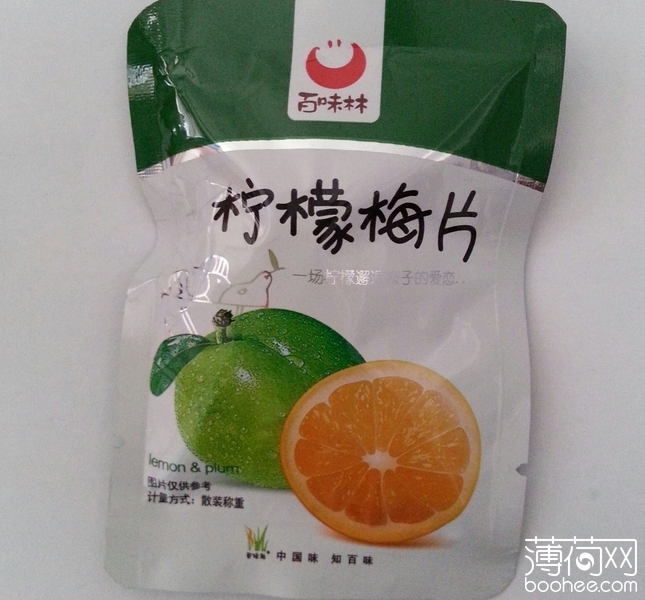 百味林
柠檬梅片
一场柠檬邂 子的爱恋..
lemon & plum
图片仅供参考
计量方式：散装称重
中国味 知百味
薄荷网
boohee.com